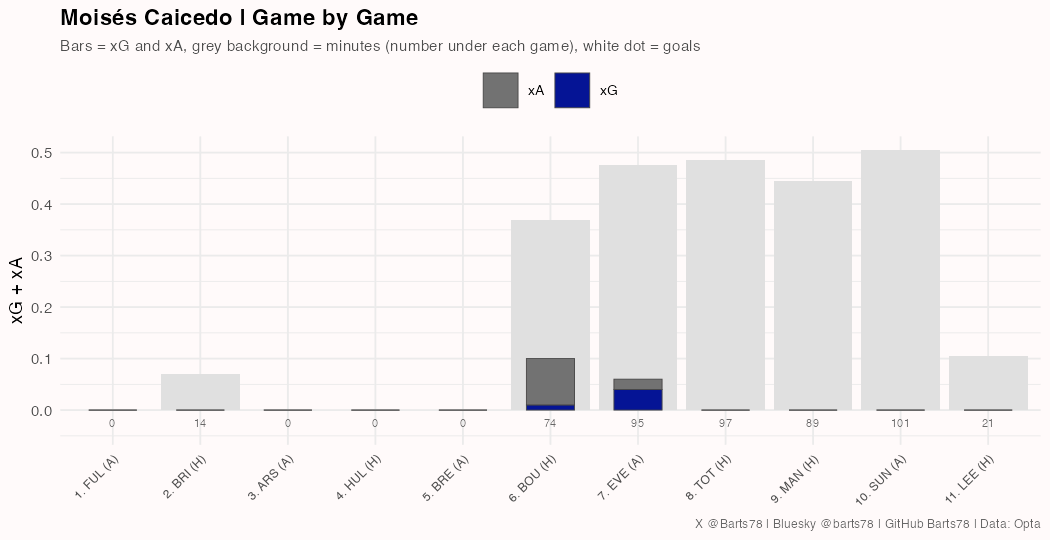 Moisés Caicedo | Game by Game
Bars = xG and xA, grey background = minutes (number under each game), white dot = goals
xA xG
xG + xA
0.5
0.4
0.3
0.2
0.1
0.0
0 14 0 0 0 74 95 97 89 101 21
1. FUL (A) 2. BRI (H) 3. ARS (A) 4. HUL (H) 5. BRE (A) 6. BOU (H) 7. EVE (A) 8. TOT (H) 9. MAN (H) 10. SUN (A) 11. LEE (H)
X @Barts78 | Bluesky @barts78 | GitHub Barts78 | Data: Opta